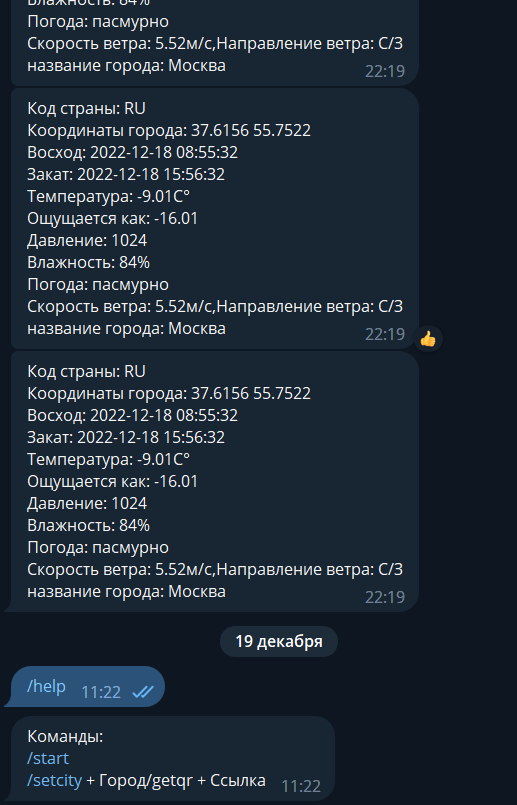 Влажность: 84%
Погода: пасмурно
Скорость ветра: 5.52м/с,Направление ветра: С/З
название города: Москва
22:19
Код страны: RU
Координаты города: 37.6156 55.7522
Восход: 2022-12-18 08:55:32
Закат: 2022-12-18 15:56:32
Температура: -9.01С°
Ощущается как: -16.01
Давление: 1024
Влажность: 84%
Погода: пасмурно
Скорость ветра: 5.52м/с,Направление ветра: С/З
название города: Москва
22:19
Код страны: RU
Координаты города: 37.6156 55.7522
Восход: 2022-12-18 08:55:32
Закат: 2022-12-18 15:56:32
Температура: -9.01С°
Ощущается как: -16.01
Давление: 1024
Влажность: 84%
Погода: пасмурно
Скорость ветра: 5.52м/с,Направление ветра: С/З
название города: Москва
22:19
19 декабря
/help 11:22
Команды:
/start
/setcity + Город/getqr + Ссылка
11:22